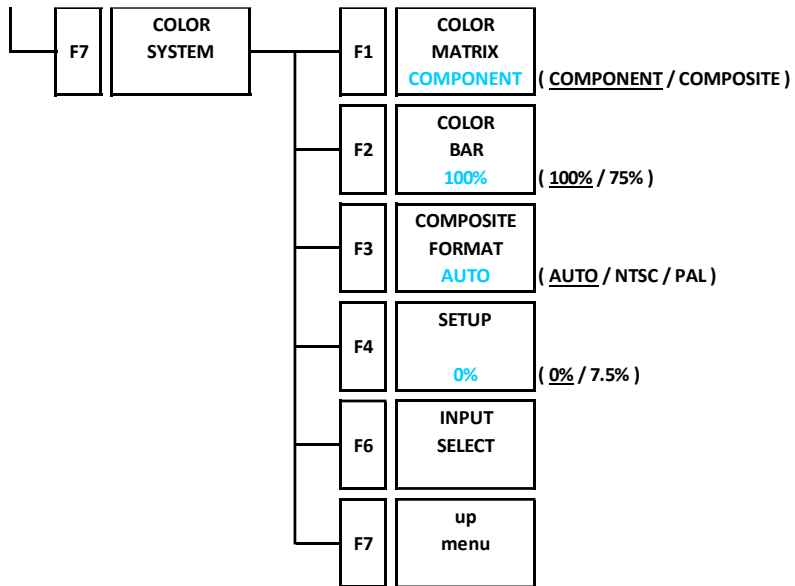 F7
COLOR
SYSTEM
F1
COLOR
MATRIX
COMPONENT
( COMPONENT / COMPOSITE )
F2
COLOR
BAR
100%
( 100% / 75% )
F3
COMPOSITE
FORMAT
AUTO
( AUTO / NTSC / PAL )
F4
SETUP
0%
( 0% / 7.5% )
F6
INPUT
SELECT
F7
up
menu